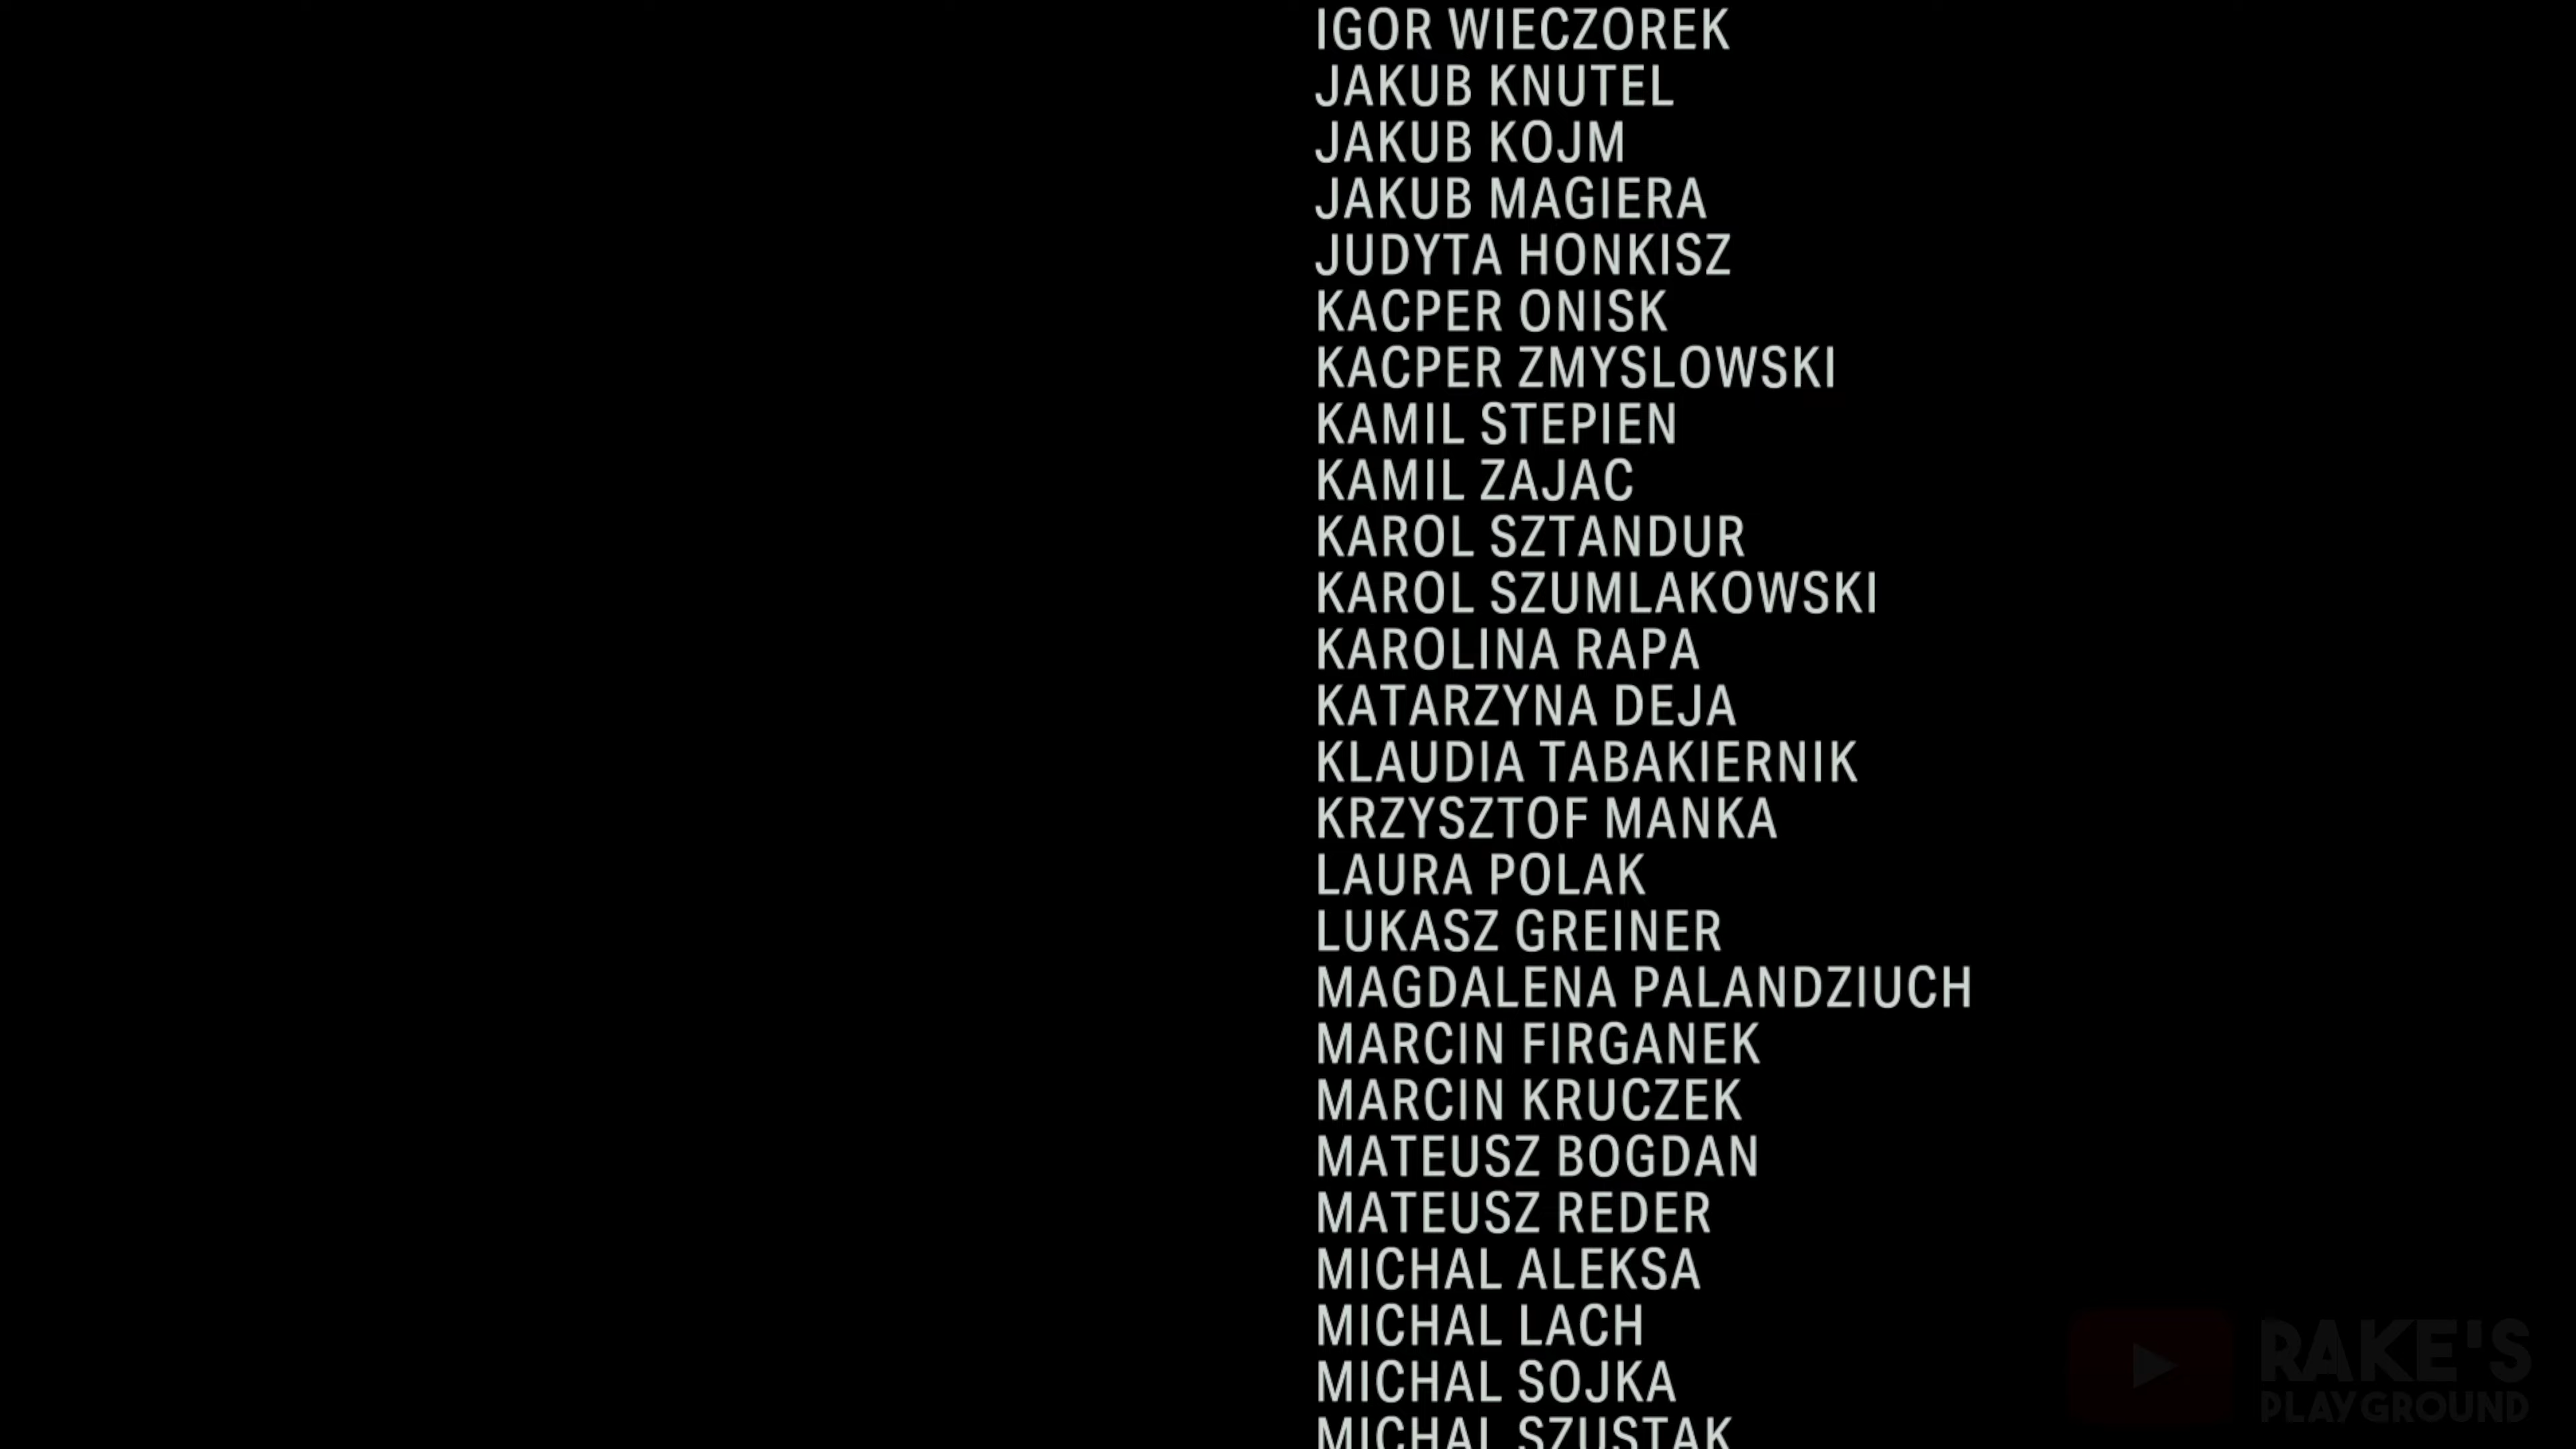 IGOR WIECZOREK
JAKUB KNUTEL
JAKUB KOJM
JAKUB MAGIERA
JUDYTA HONKISZ
KACPER ONISK
KACPER ZMYSLOWSKI
KAMIL STEPIEN
KAMIL ZAJAC
KAROL SZTANDUR
KAROL SZUMLAKOWSKI
KAROLINA RAPA
KATARZYNA DEJA
KLAUDIA TABAKIERNIK
KRZYSZTOF MANKA
LAURA POLAK
LUKASZ GREINER
MAGDALENA PALANDZIUCH
MARCIN FIRGANEK
MARCIN KRUCZEK
MATEUSZ BOGDAN
MATEUSZ REDER
MICHAL ALEKSA
MICHAL LACH
MICHAL SOJKA
MICHAL SZUSTAK
RAKE'S
PLAYGROUND